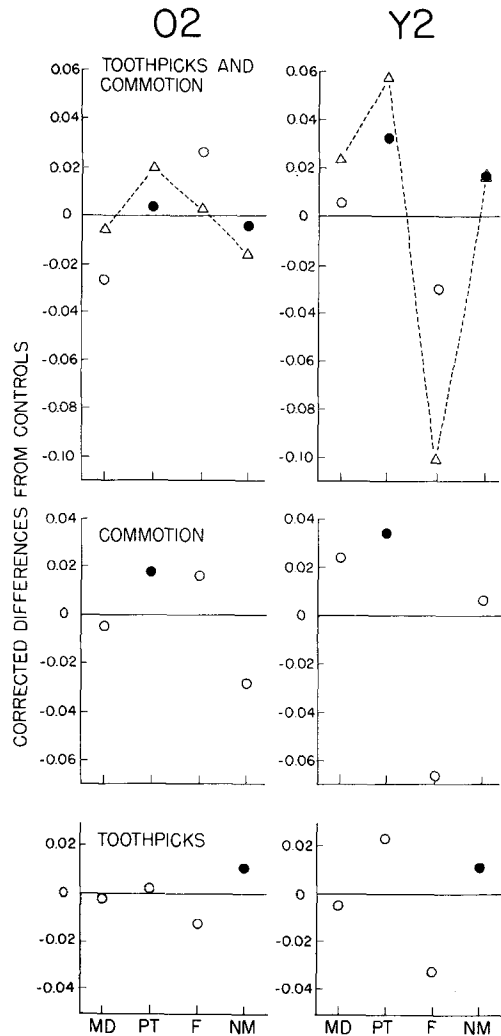 O2 Y2
TOOTHPICKS AND
COMMOTION
0.06 0.06
0.04 0.04
0.02 0.02
0 0
-0.02 -0.02
-0.04 -0.04
-0.06 -0.06
-0.08 -0.08
-0.10 -0.10
CORRECTED DIFFERENCES FROM CONTROLS
COMMOTION
0.04 0.04
0.02 0.02
0 0
-0.02 -0.02
-0.04 -0.04
-0.06 -0.06
TOOTHPICKS
0.02 0.02
0 0
-0.02 -0.02
-0.04 -0.04
MD PT F NM MD PT F NM